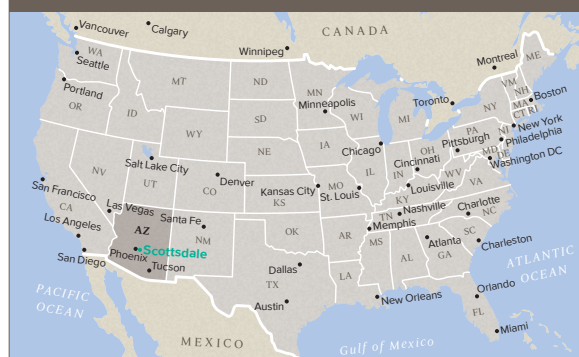 Vancouver
Calgary
CANADA
Winnipeg
WA
Seattle
MT
ND
MN
Montreal
ME
Portland
OR
ID
Minneapolis
WI
MI
Toronto
VM
NH
NY
MA
Boston
CT
RI
SD
WY
New York
PA
NJ
Philadelphia
Pittsburgh
IA
NE
Chicago
OH
MD
DE
Washington DC
Salt Lake City
NV
UT
Denver
CO
Kansas City
KS
MO
St. Louis
IL
IN
Cincinnati
WV
Louisville
KY
VA
San Francisco
CA
Las Vegas
Santa Fe
Nashville
TN
Charlotte
NC
Los Angeles
AZ
NM
OK
AR
Memphis
MS
SC
Scottsdale
Phoenix
San Diego
Tucson
Dallas
TX
AL
Atlanta
GA
Charleston
LA
ATLANTIC
OCEAN
PACIFIC
OCEAN
Austin
New Orleans
Orlando
FL
MEXICO
Gulf of Mexico
Miami